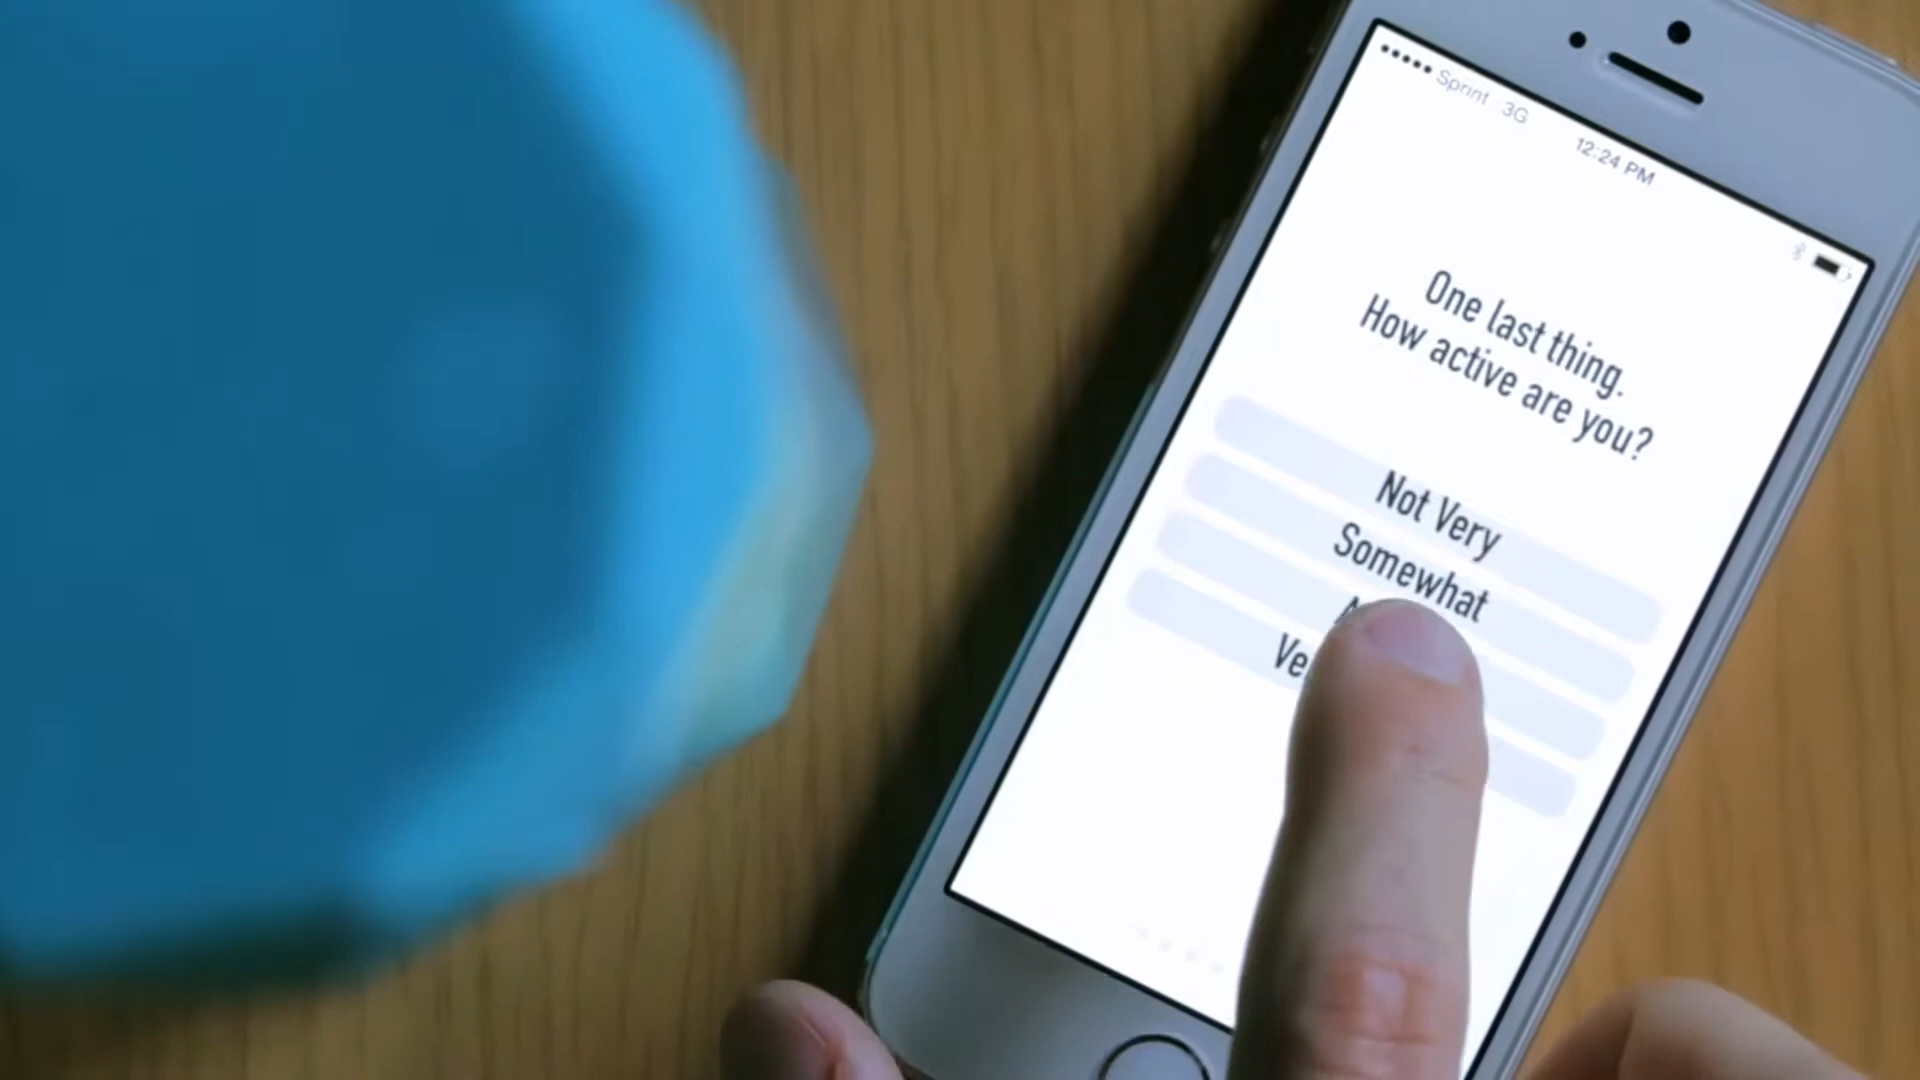 Sprint 3G
12:24 PM
One last thing.
How active are you?
Not Very
Somewhat